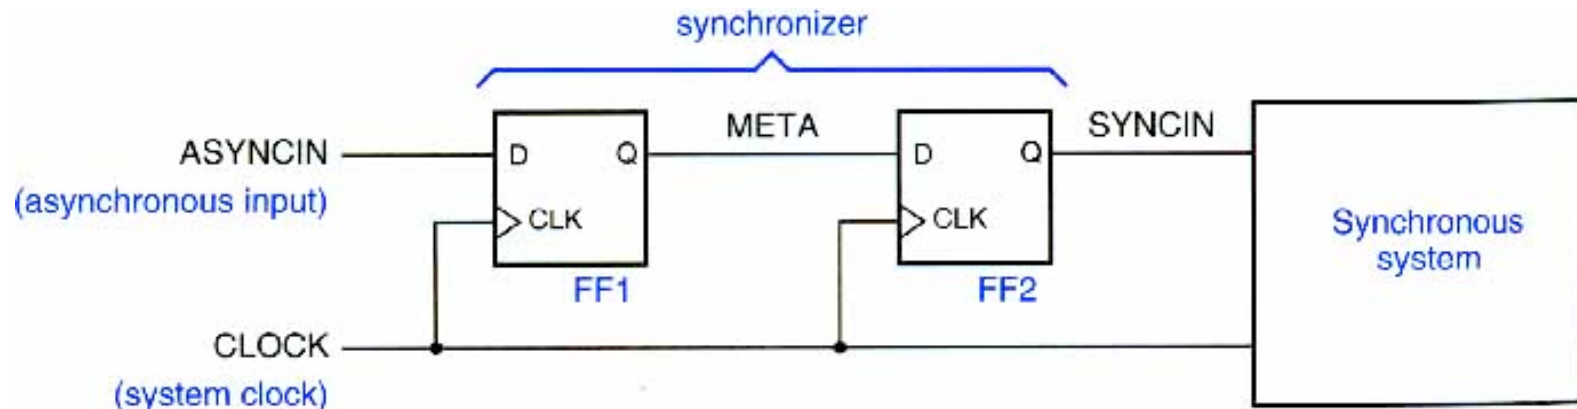 synchronizer
ASYNCIN
(asynchronous input)
D
Q
CLK
FF1
META
D
Q
CLK
FF2
SYNCIN
Synchronous
system
CLOCK
(system clock)